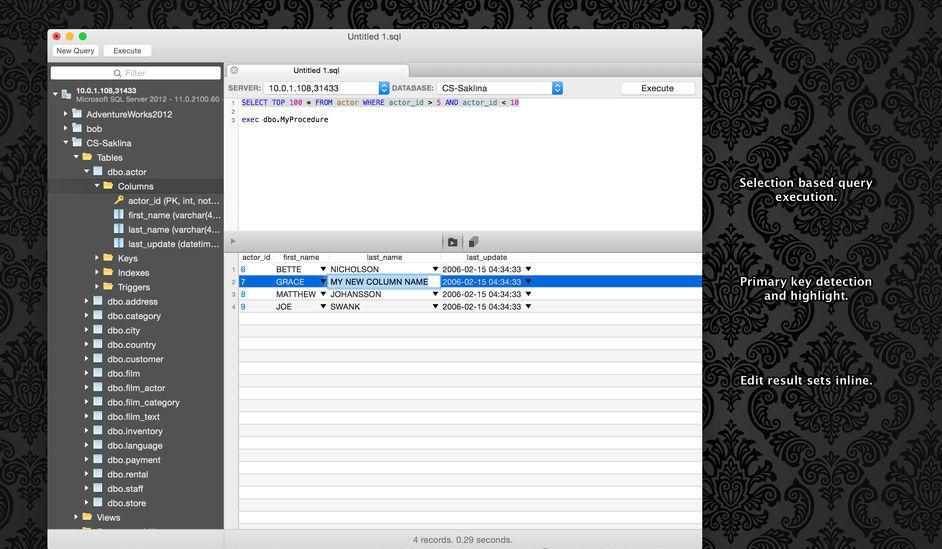 Untitled 1.sql
New Query
Execute
Filter
10.0.1.108,31433
Microsoft SQL Server 2012 - 11.0.2100.60
AdventureWorks2012
bob
CS-Saklina
Tables
dbo.actor
Columns
actor_id (PK, int, not...
first_name (varchar(4...
last_name (varchar(4...
last_update (datetim...
Keys
Indexes
Triggers
dbo.address
dbo.category
dbo.city
dbo.country
dbo.customer
dbo.film
dbo.film_actor
dbo.film_category
dbo.film_text
dbo.inventory
dbo.language
dbo.payment
dbo.rental
dbo.staff
dbo.store
Views
Untitled 1.sql
SERVER: 10.0.1.108,31433 DATABASE: CS-Saklina Execute
1 SELECT TOP 100 * FROM actor WHERE actor_id > 5 AND actor_id < 10
2
3 exec dbo.MyProcedure
actor_id first_name last_name last_update
1 6 BETTE NICHOLSON 2006-02-15 04:34:33
2 7 GRACE MY NEW COLUMN NAME 2006-02-15 04:34:33
3 8 MATTHEW JOHANSSON 2006-02-15 04:34:33
4 9 JOE SWANK 2006-02-15 04:34:33
4 records. 0.29 seconds.
Selection based query
execution.
Primary key detection
and highlight.
Edit result sets inline.